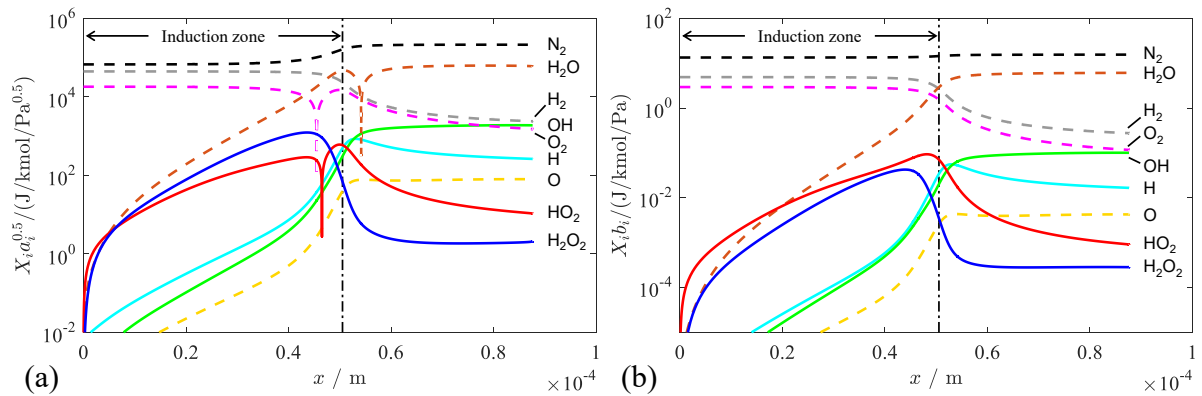 10^6
10^4
10^2
10^0
10^-2
X_i a_i^0.5/(J/kmol/Pa^0.5)
Induction zone
N₂
H₂O
H₂
OH
O₂
H
O
HO₂
H₂O₂
0 0.2 0.4 0.6 0.8 1
x / m
×10^-4
(a)
10^2
10^0
10^-2
10^-4
X_i b_i/(J/kmol/Pa)
Induction zone
N₂
H₂O
H₂
O₂
OH
H
O
HO₂
H₂O₂
0 0.2 0.4 0.6 0.8 1
x / m
×10^-4
(b)